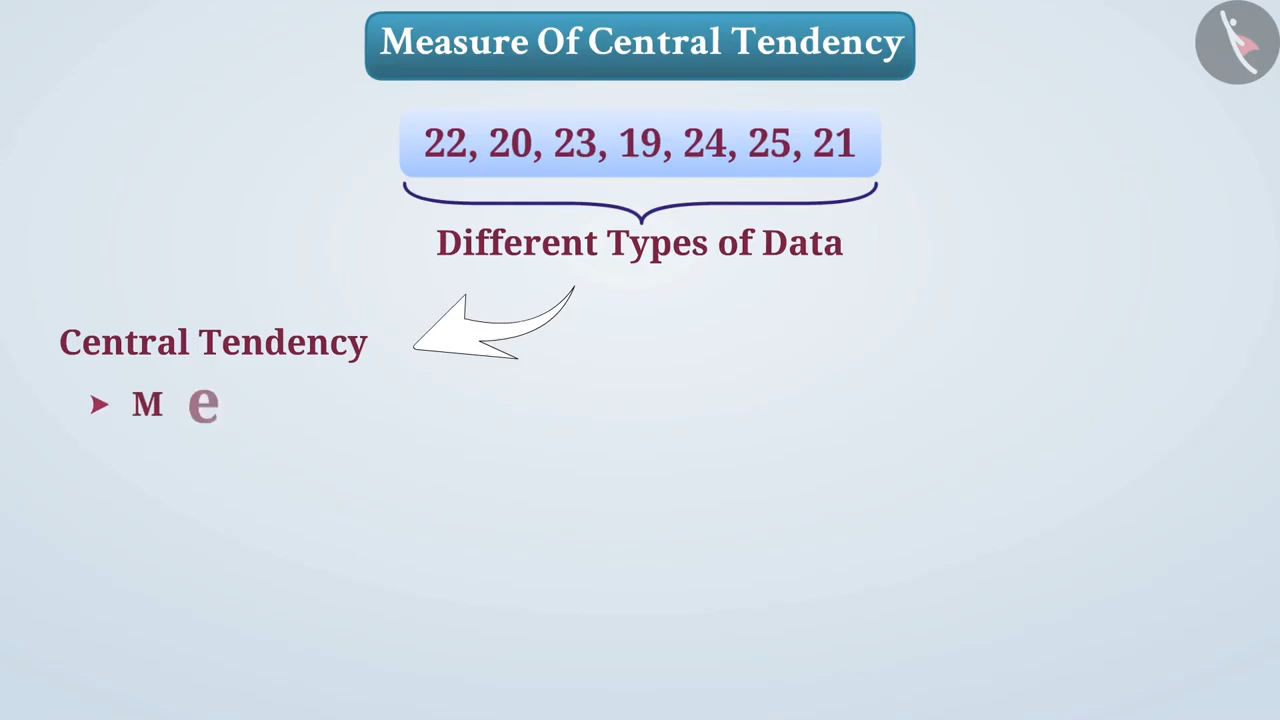 Measure Of Central Tendency
22, 20, 23, 19, 24, 25, 21
Different Types of Data
Central Tendency
➤ M e